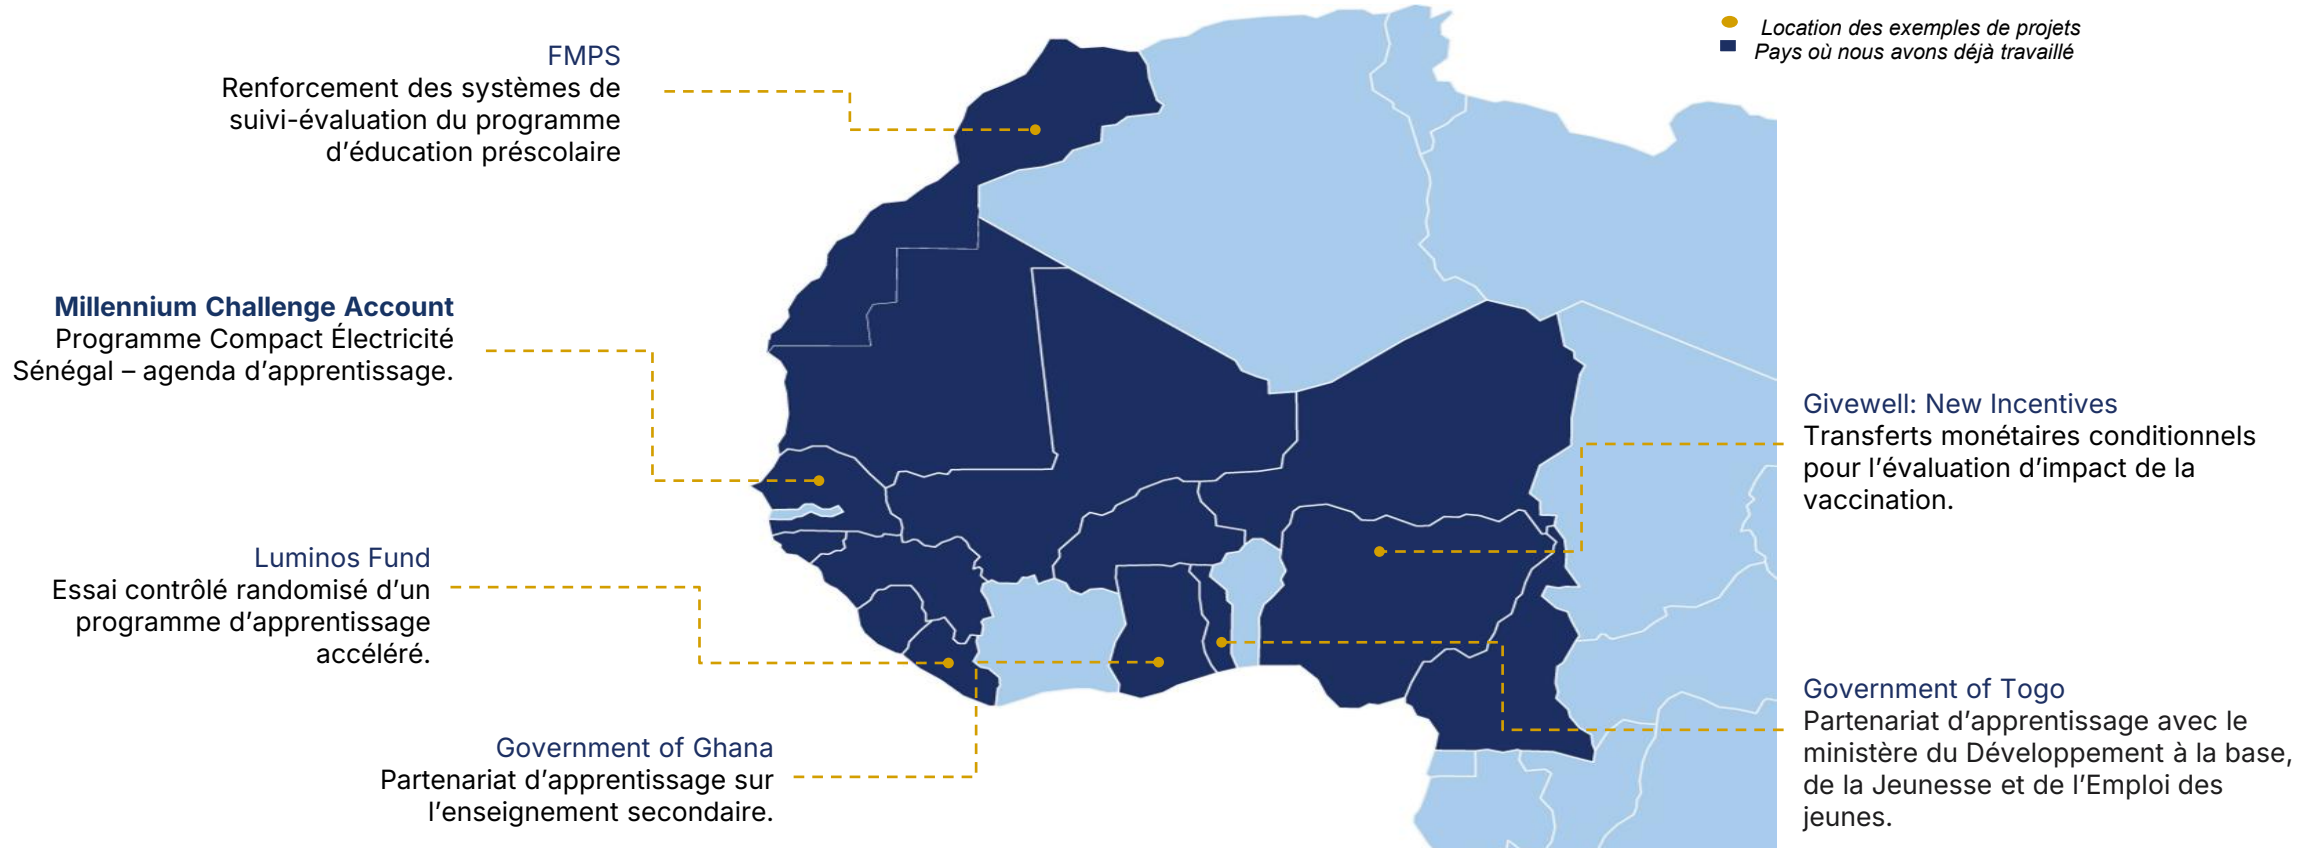 Location des exemples de projets
Pays où nous avons déjà travaillé
FMPS
Renforcement des systèmes de
suivi-évaluation du programme
d'éducation préscolaire
Millennium Challenge Account
Programme Compact Électricité
Sénégal – agenda d'apprentissage.
Luminos Fund
Essai contrôlé randomisé d'un
programme d'apprentissage
accéléré.
Government of Ghana
Partenariat d'apprentissage sur
l'enseignement secondaire.
Givewell: New Incentives
Transferts monétaires conditionnels
pour l'évaluation d'impact de la
vaccination.
Government of Togo
Partenariat d'apprentissage avec le
ministère du Développement à la base,
de la Jeunesse et de l'Emploi des
jeunes.